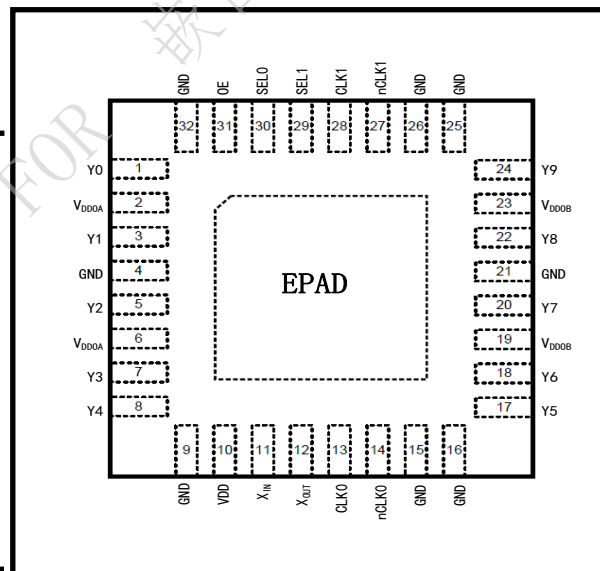 嵌
FOR
GND OE SEL0 SEL1 CLK1 nCLK1 GND GND
32 31 30 29 28 27 26 25
Y0 1 24 Y9
VDDOA 2 23 VDDOB
Y1 3 22 Y8
GND 4 21 GND
EPAD
Y2 5 20 Y7
VDDOA 6 19 VDDOB
Y3 7 18 Y6
Y4 8 17 Y5
9 10 11 12 13 14 15 16
GND VDD XIN XOUT CLK0 nCLK0 GND GND